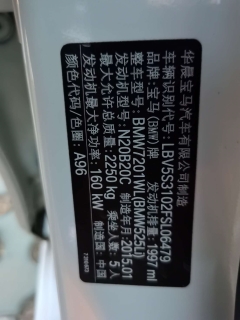 华晨宝马汽车有限公司制造
车辆识别代号：LBV5S3102FSL06479
品牌：宝马 (BMW) 发动机排量：1997 ml
整车型号：BMW7201WL(BMW525Li)
发动机型号：N20B20C 制造年月：2015.01
最大允许总质量：2250 kg 乘坐人数：5人
发动机最大净功率：160 kW 制造国：中国
颜色代码/色圈：A96